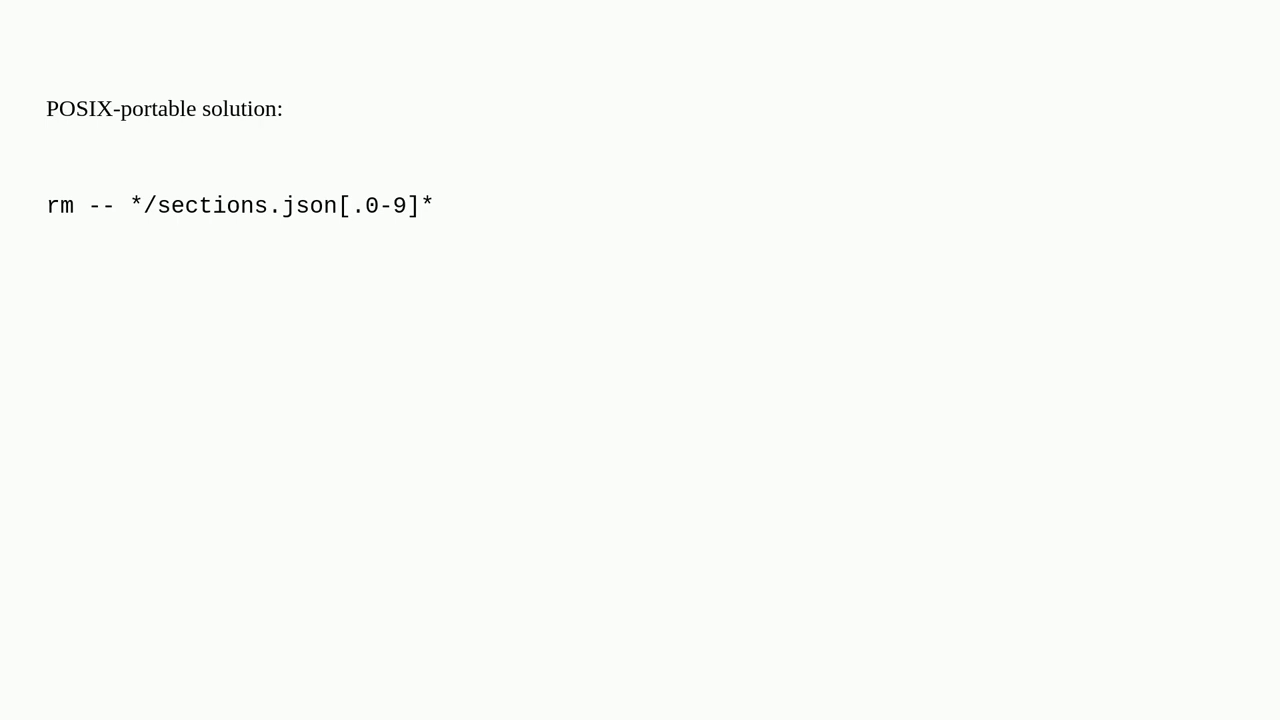 POSIX-portable solution:
rm -- */sections.json[.0-9]*